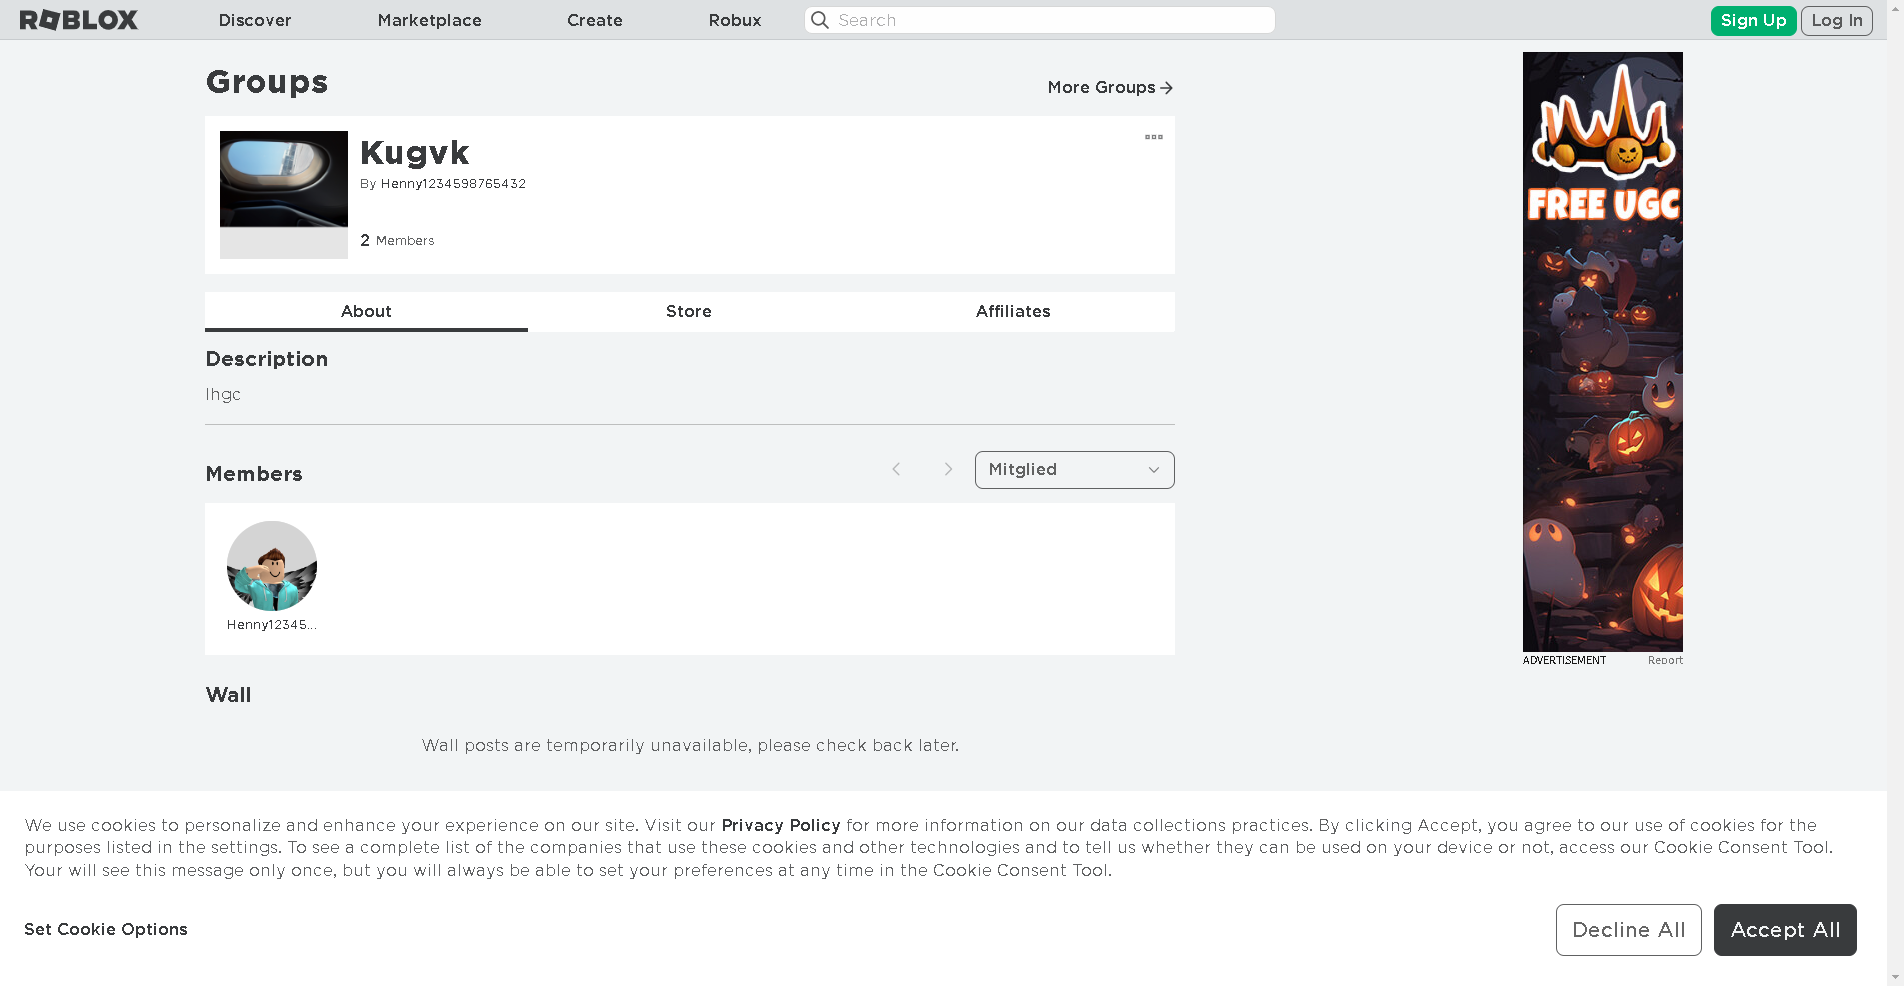 ROBLOX
Discover
Marketplace
Create
Robux
Search
Sign Up
Log In
Groups
More Groups
Kugvk
By Henny1234598765432
2 Members
About
Store
Affiliates
Description
lhgc
Members
Mitglied
Henny12345...
Wall
Wall posts are temporarily unavailable, please check back later.
FREE UGC
ADVERTISEMENT
Report
We use cookies to personalize and enhance your experience on our site. Visit our Privacy Policy for more information on our data collections practices. By clicking Accept, you agree to our use of cookies for the
purposes listed in the settings. To see a complete list of the companies that use these cookies and other technologies and to tell us whether they can be used on your device or not, access our Cookie Consent Tool.
Your will see this message only once, but you will always be able to set your preferences at any time in the Cookie Consent Tool.
Set Cookie Options
Decline All
Accept All